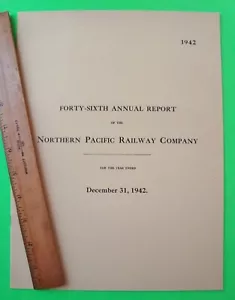 1942
FORTY-SIXTH ANNUAL REPORT
OF THE
NORTHERN PACIFIC RAILWAY COMPANY
FOR THE YEAR ENDED
December 31, 1942.